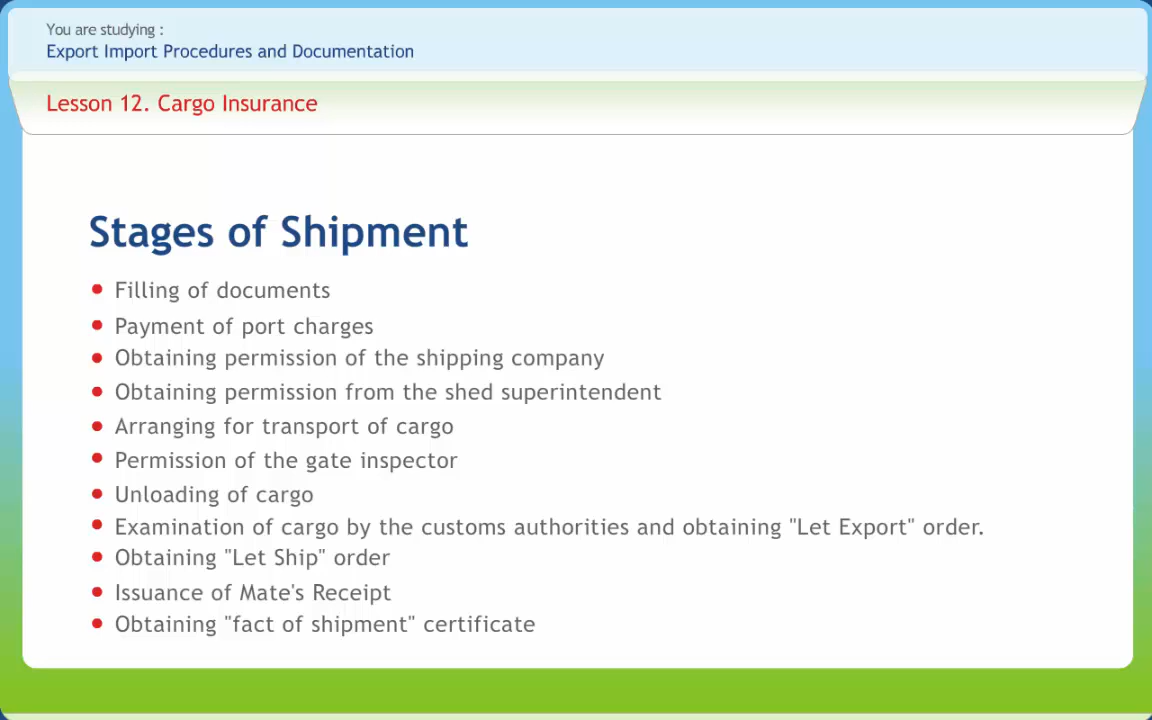 You are studying :
Export Import Procedures and Documentation
Lesson 12. Cargo Insurance
Stages of Shipment
Filling of documents
Payment of port charges
Obtaining permission of the shipping company
Obtaining permission from the shed superintendent
Arranging for transport of cargo
Permission of the gate inspector
Unloading of cargo
Examination of cargo by the customs authorities and obtaining "Let Export" order.
Obtaining "Let Ship" order
Issuance of Mate's Receipt
Obtaining "fact of shipment" certificate